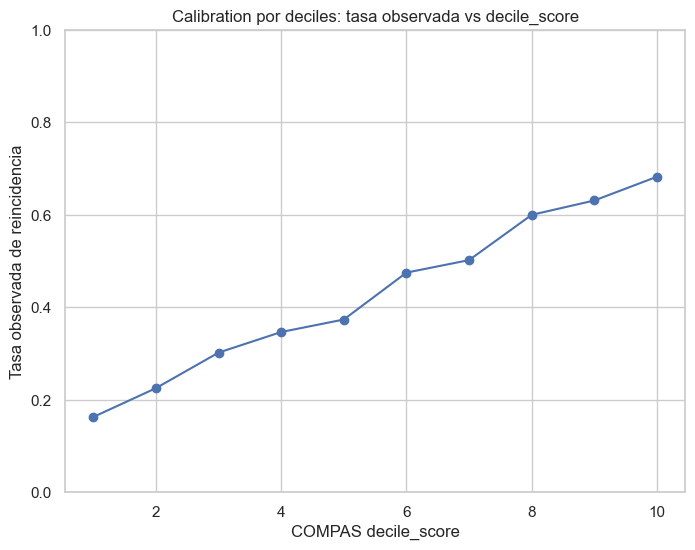 Calibration por deciles: tasa observada vs decile_score
Tasa observada de reincidencia
1.0
0.8
0.6
0.4
0.2
0.0
2 4 6 8 10
COMPAS decile_score